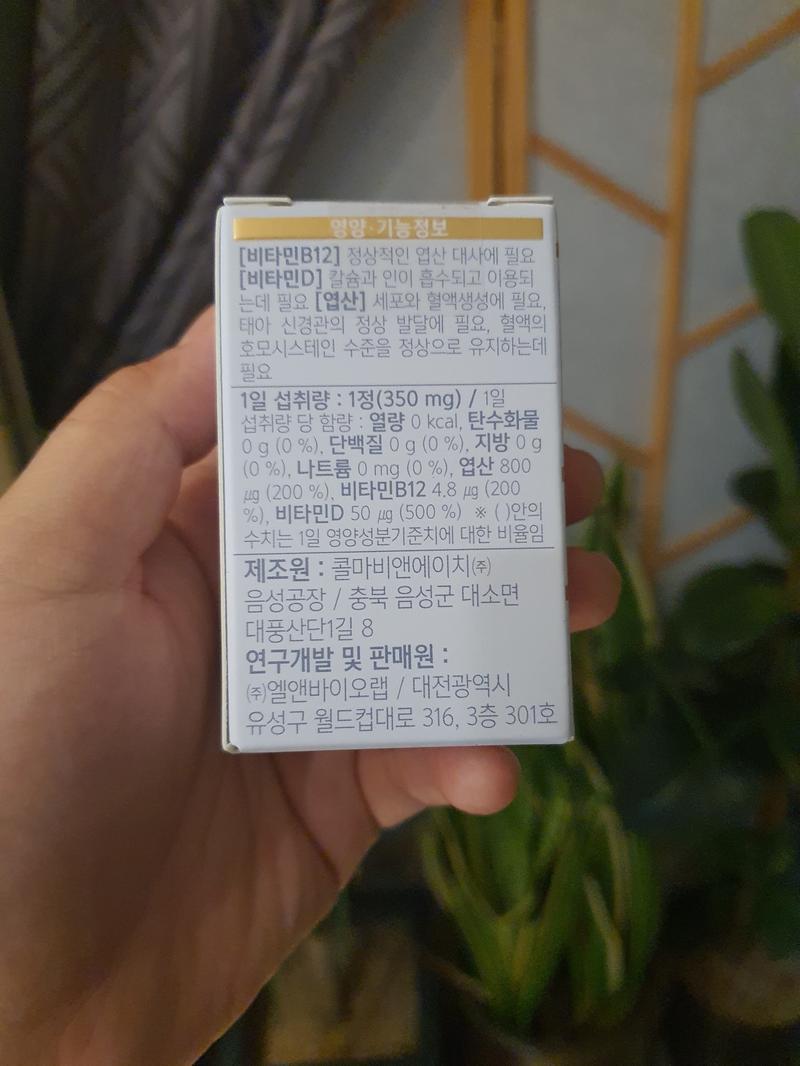 영양·기능정보
[비타민B12] 정상적인 엽산 대사에 필요
[비타민D] 칼슘과 인이 흡수되고 이용되
는데 필요 [엽산] 세포와 혈액생성에 필요,
태아 신경관의 정상 발달에 필요, 혈액의
호모시스테인 수준을 정상으로 유지하는데
필요
1일 섭취량 : 1정(350 mg) / 1일
섭취량 당 함량 : 열량 0 kcal, 탄수화물
0 g (0 %), 단백질 0 g (0 %), 지방 0 g
(0 %), 나트륨 0 mg (0 %), 엽산 800
㎍ (200 %), 비타민B12 4.8 ㎍ (200
%), 비타민D 50 ㎍ (500 %) ※ ( )안의
수치는 1일 영양성분기준치에 대한 비율임
제조원 : 콜마비앤에이치㈜
음성공장 / 충북 음성군 대소면
대풍산단1길 8
연구개발 및 판매원 :
㈜엘앤바이오랩 / 대전광역시
유성구 월드컵대로 316, 3층 301호